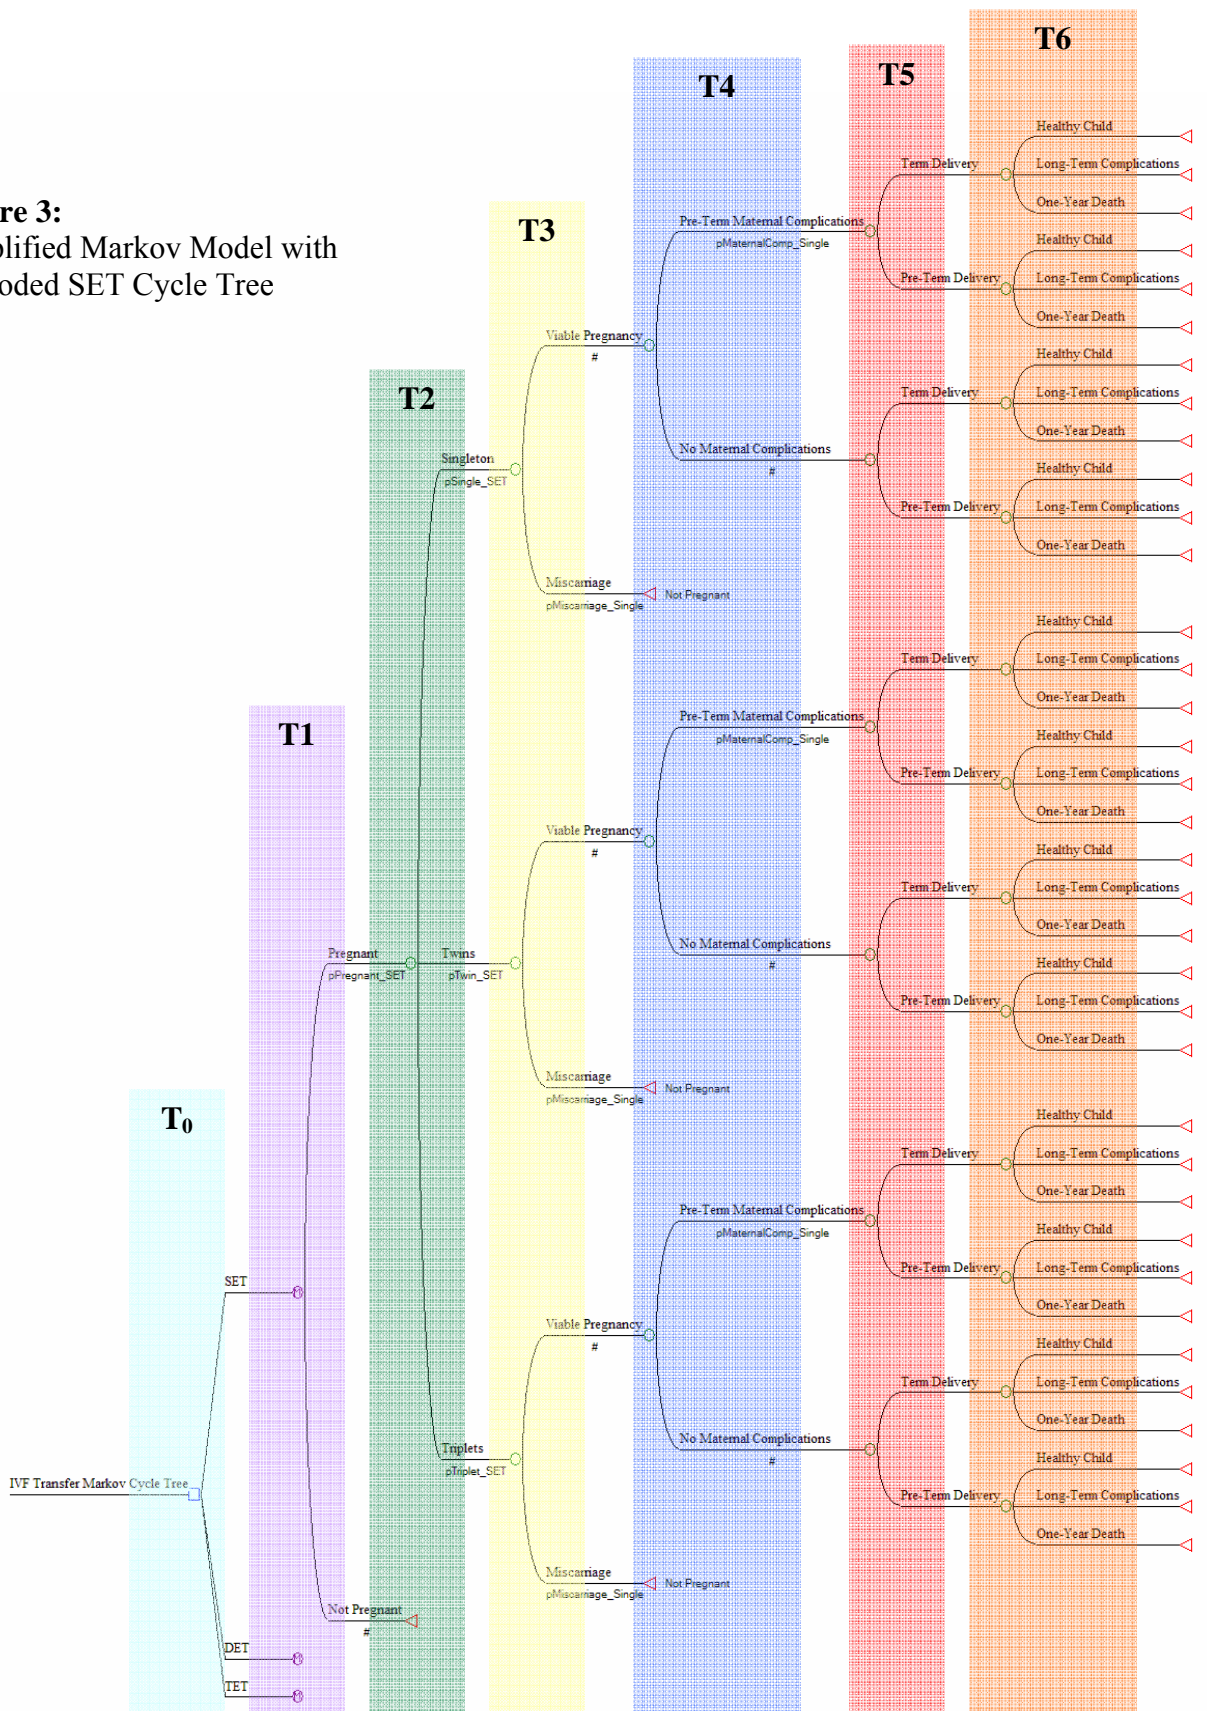 T6
T4
T5
Healthy Child
Term Delivery
Long-Term Complications
One-Year Death
re 3:
plified Markov Model with
oded SET Cycle Tree
T3
Pre-Term Maternal Complications
pMaternalComp_Single
Healthy Child
Pre-Term Delivery
Long-Term Complications
One-Year Death
Viable Pregnancy
#
Healthy Child
T2
Term Delivery
Long-Term Complications
One-Year Death
Singleton
pSingle_SET
No Maternal Complications
#
Healthy Child
Pre-Term Delivery
Long-Term Complications
One-Year Death
Miscarriage
pMiscarriage_Single
Not Pregnant
Healthy Child
Term Delivery
Long-Term Complications
One-Year Death
T1
Pre-Term Maternal Complications
pMaternalComp_Single
Healthy Child
Pre-Term Delivery
Long-Term Complications
One-Year Death
Viable Pregnancy
#
Healthy Child
Term Delivery
Long-Term Complications
One-Year Death
Pregnant
pPregnant_SET
Twins
pTwin_SET
No Maternal Complications
#
Healthy Child
Pre-Term Delivery
Long-Term Complications
One-Year Death
Miscarriage
pMiscarriage_Single
Not Pregnant
T0
Healthy Child
Term Delivery
Long-Term Complications
One-Year Death
Pre-Term Maternal Complications
pMaternalComp_Single
Healthy Child
Pre-Term Delivery
Long-Term Complications
One-Year Death
SET
Viable Pregnancy
#
Healthy Child
Term Delivery
Long-Term Complications
One-Year Death
Triplets
pTriplet_SET
No Maternal Complications
#
Healthy Child
Pre-Term Delivery
Long-Term Complications
One-Year Death
IVF Transfer Markov Cycle Tree
Miscarriage
pMiscarriage_Single
Not Pregnant
Not Pregnant
#
DET
TET